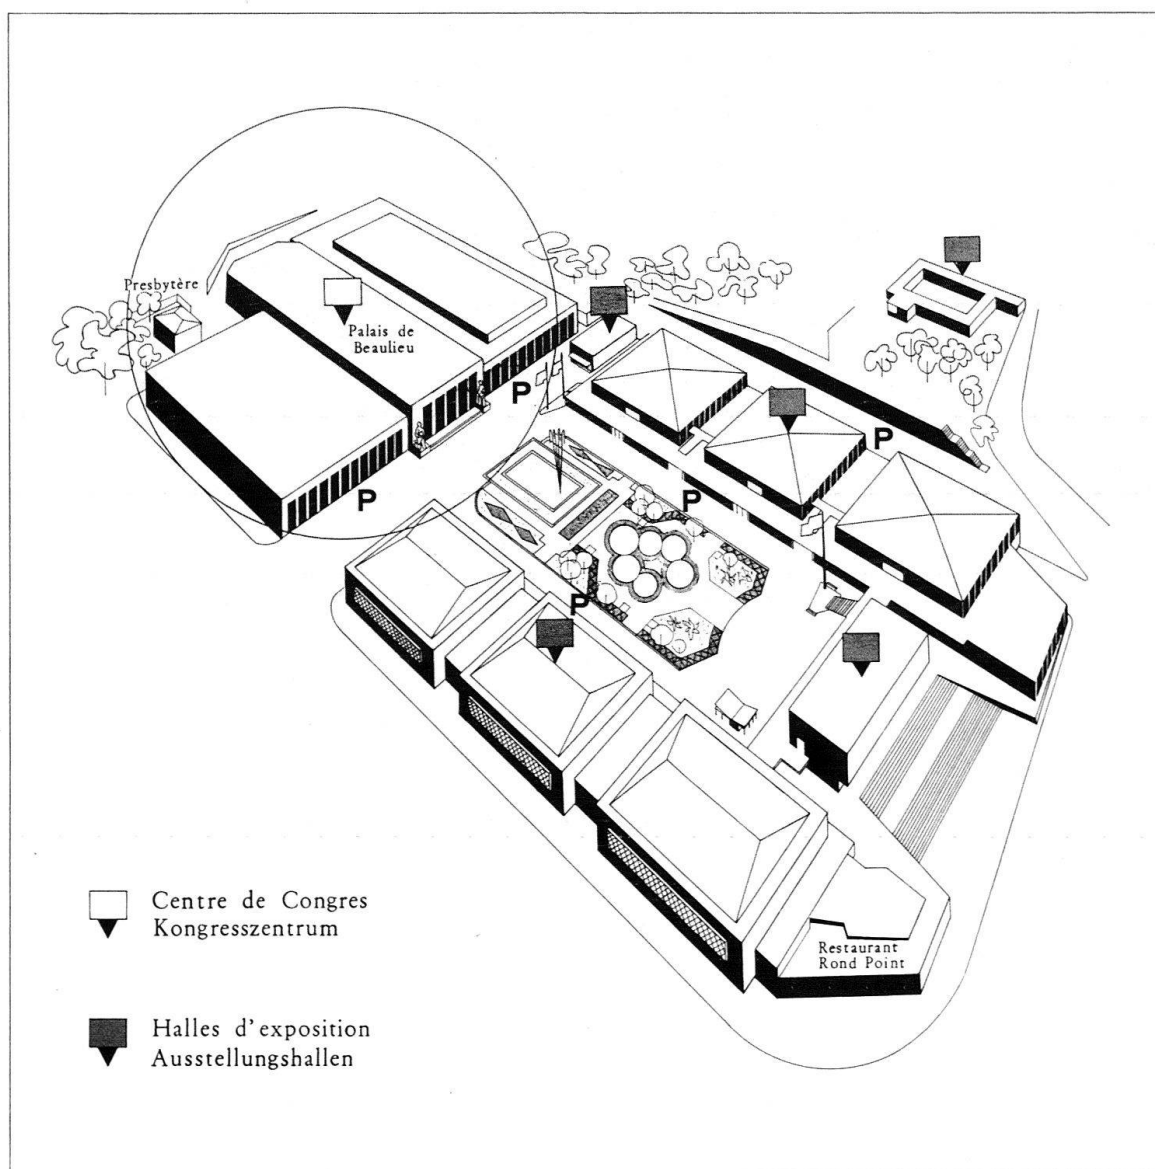 Presbytère
Palais de
Beaulieu
P
P
P
P
P
Centre de Congres
Kongresszentrum
Restaurant
Rond Point
Halles d'exposition
Ausstellungshallen